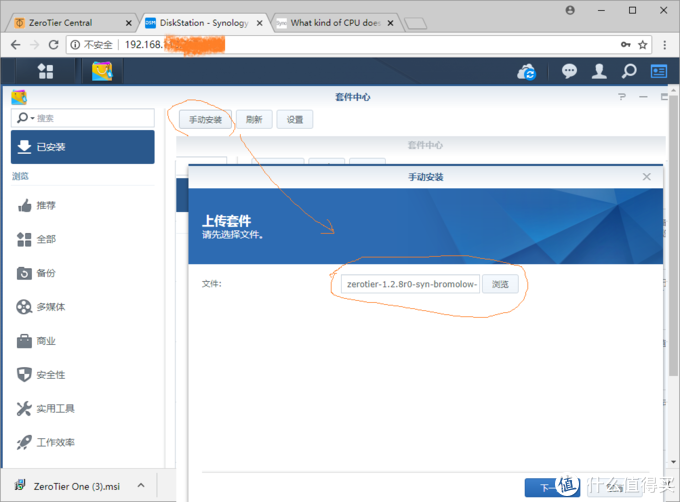 ZeroTier Central
DSM
DiskStation - Synology
Syno
What kind of CPU does
不安全
192.168.
套件中心
搜索
手动安装
刷新
设置
已安装
套件中心
浏览
手动安装
推荐
上传套件
请先选择文件。
全部
备份
文件:
zerotier-1.2.8r0-syn-bromolow-
浏览
多媒体
商业
安全性
实用工具
工作效率
ZeroTier One (3).msi
下一
值 什么值得买